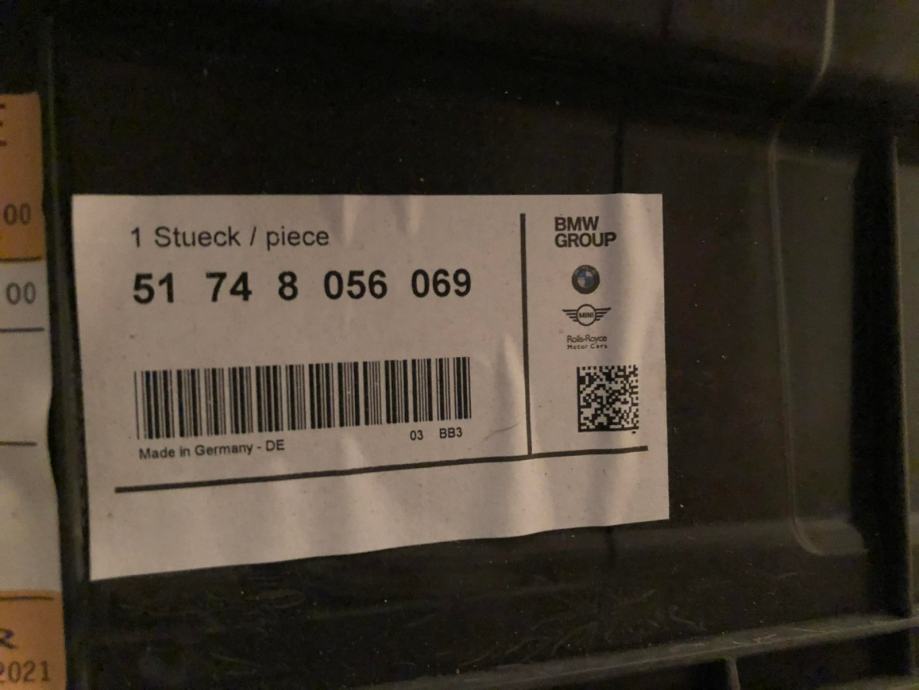 00
00
1 Stueck / piece
51 74 8 056 069
Made in Germany - DE
03 BB3
BMW
GROUP
MINI
Rolls-Royce
Motor Cars
R
2021